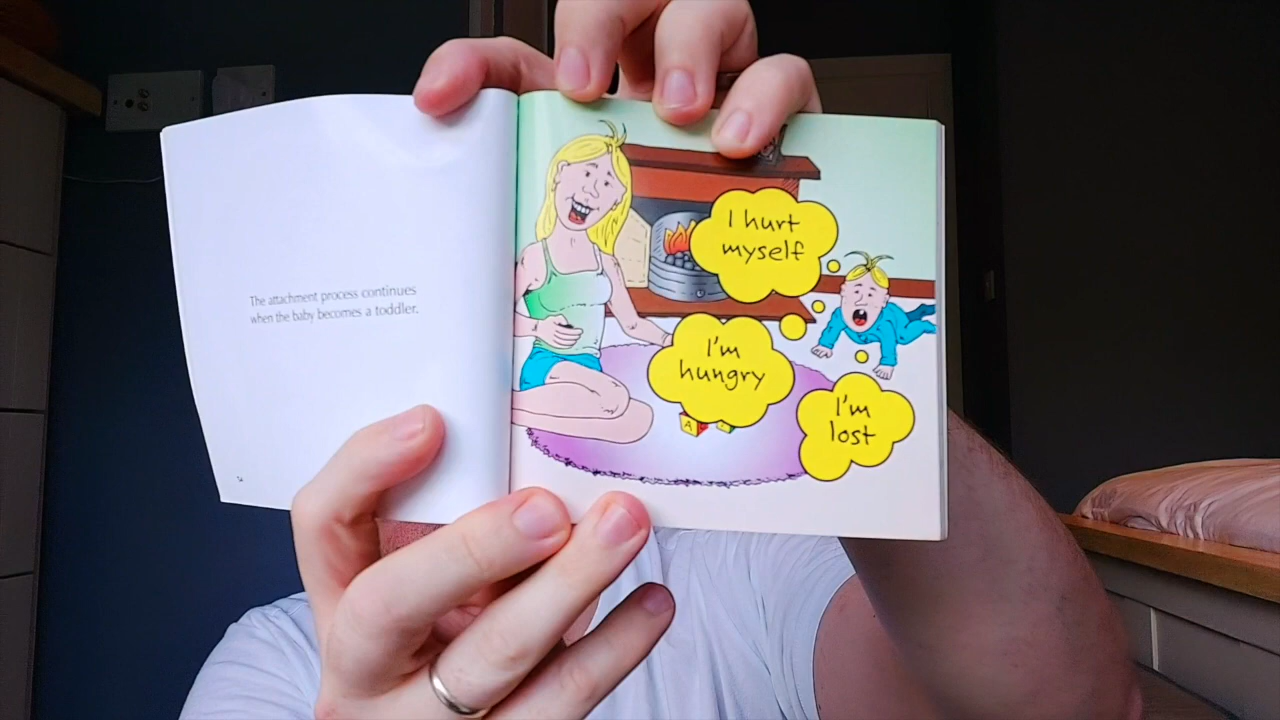 The attachment process continues
when the baby becomes a toddler.
I hurt
myself
I'm
hungry
I'm
lost
A